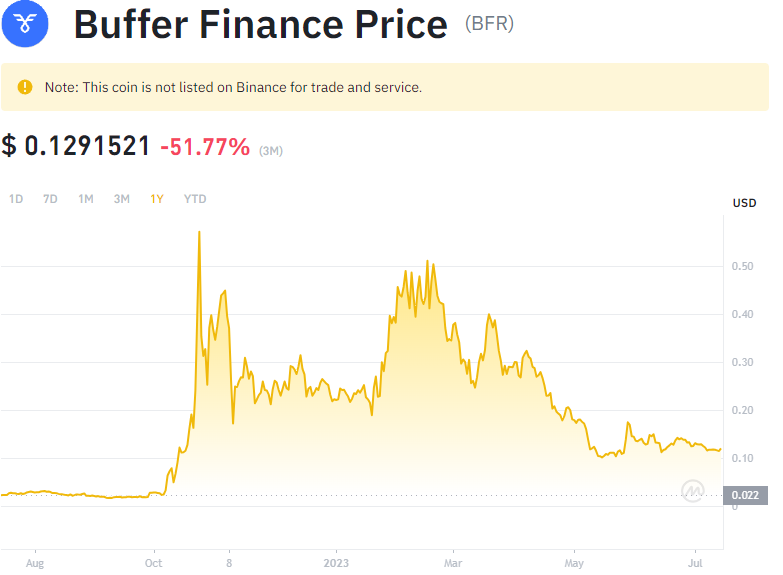 Buffer Finance Price (BFR)
Note: This coin is not listed on Binance for trade and service.
$ 0.1291521 -51.77% (3M)
1D 7D 1M 3M 1Y YTD
USD
0.50
0.40
0.30
0.20
0.10
0.022
0
Aug Oct 8 2023 Mar May Jul